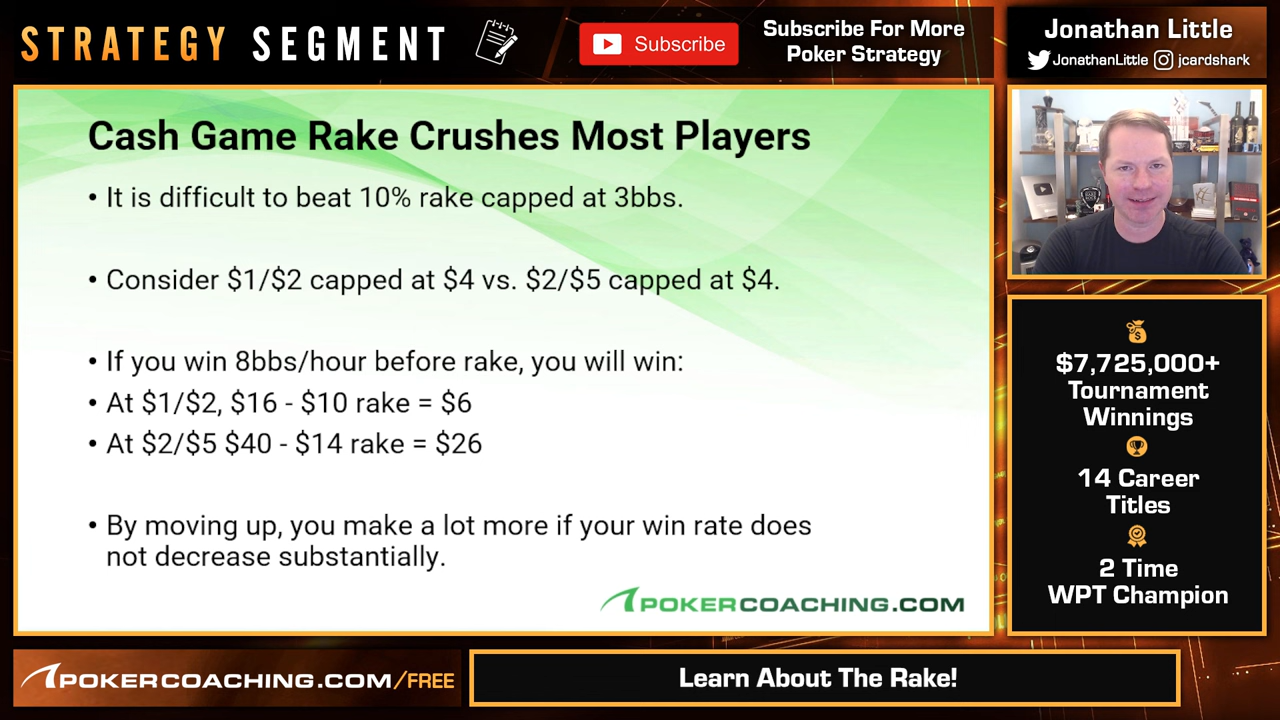 STRATEGY SEGMENT
Subscribe
Subscribe For More
Poker Strategy
Jonathan Little
JonathanLittle jcardshark
Cash Game Rake Crushes Most Players
• It is difficult to beat 10% rake capped at 3bbs.
• Consider $1/$2 capped at $4 vs. $2/$5 capped at $4.
• If you win 8bbs/hour before rake, you will win:
• At $1/$2, $16 - $10 rake = $6
• At $2/$5 $40 - $14 rake = $26
• By moving up, you make a lot more if your win rate does
not decrease substantially.
POKERCOACHING.COM
$7,725,000+
Tournament
Winnings
14 Career
Titles
2 Time
WPT Champion
POKERCOACHING.COM/FREE
Learn About The Rake!